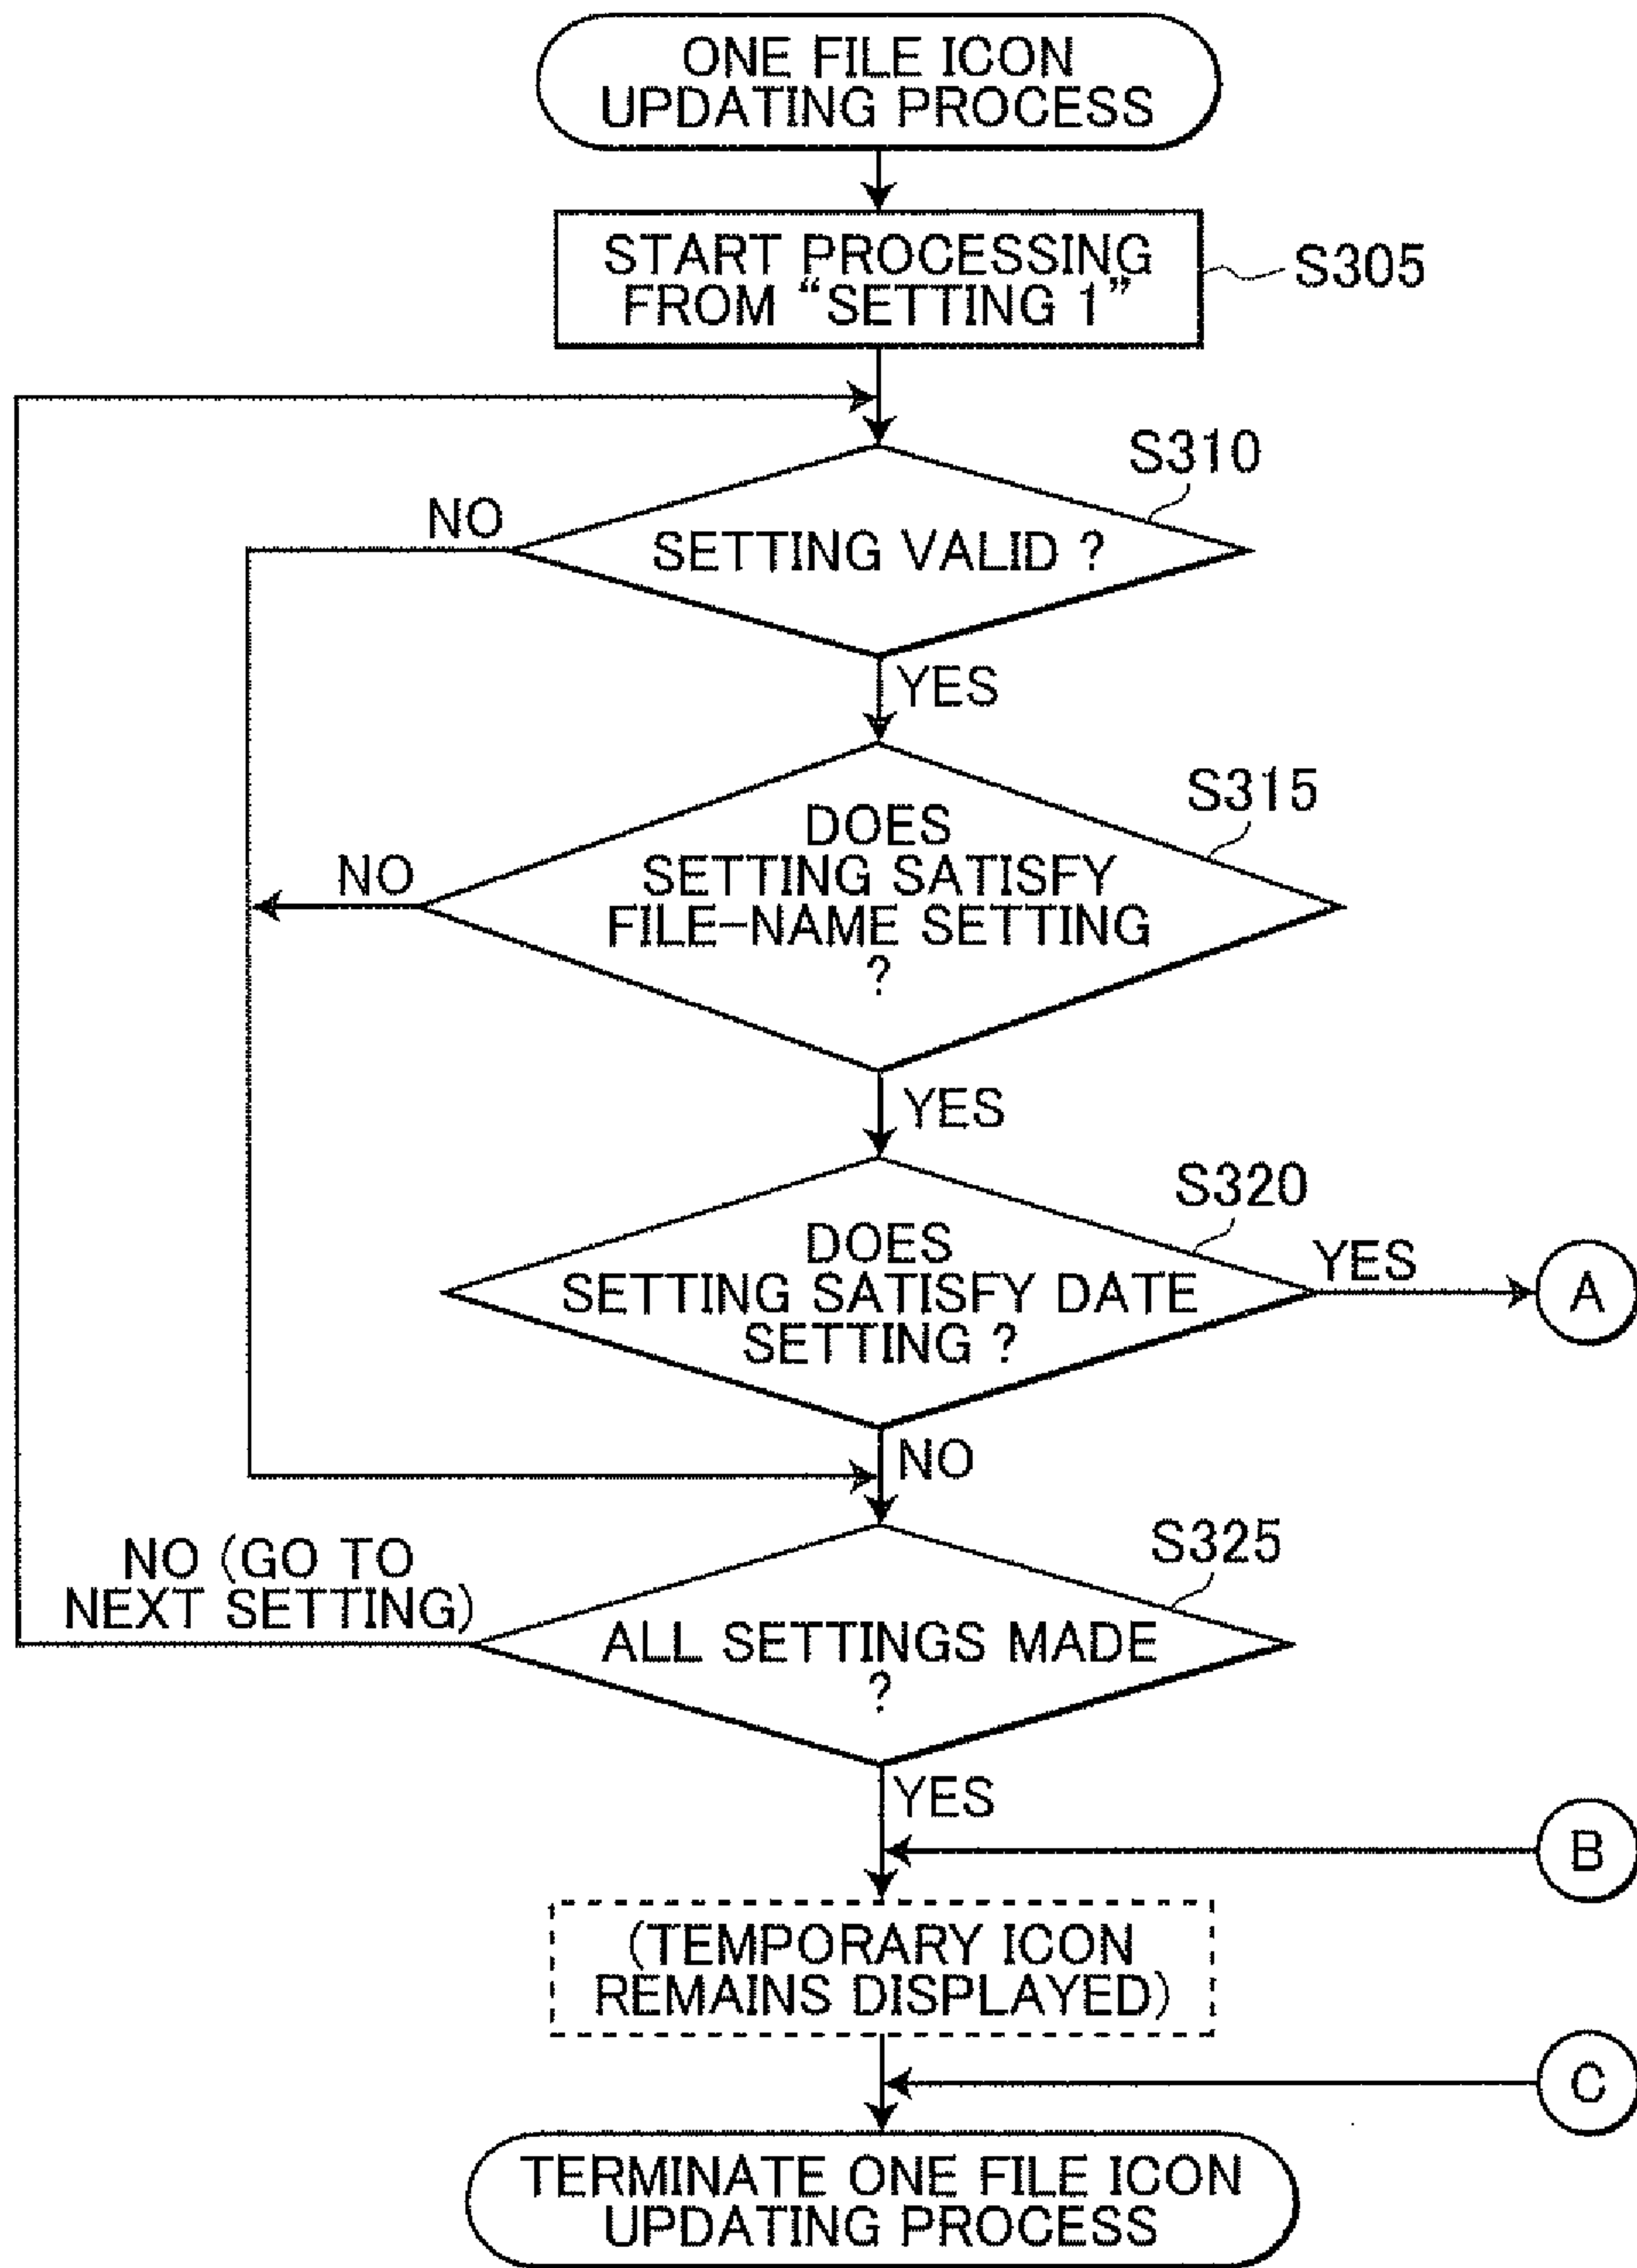 ONE FILE ICON
UPDATING PROCESS
START PROCESSING
FROM “SETTING 1”
S305
S310
NO
SETTING VALID ?
YES
S315
DOES
SETTING SATISFY
FILE-NAME SETTING
?
NO
YES
S320
DOES
SETTING SATISFY DATE
SETTING ?
YES
A
NO
S325
NO (GO TO
NEXT SETTING)
ALL SETTINGS MADE
?
YES
B
(TEMPORARY ICON
REMAINS DISPLAYED)
C
TERMINATE ONE FILE ICON
UPDATING PROCESS